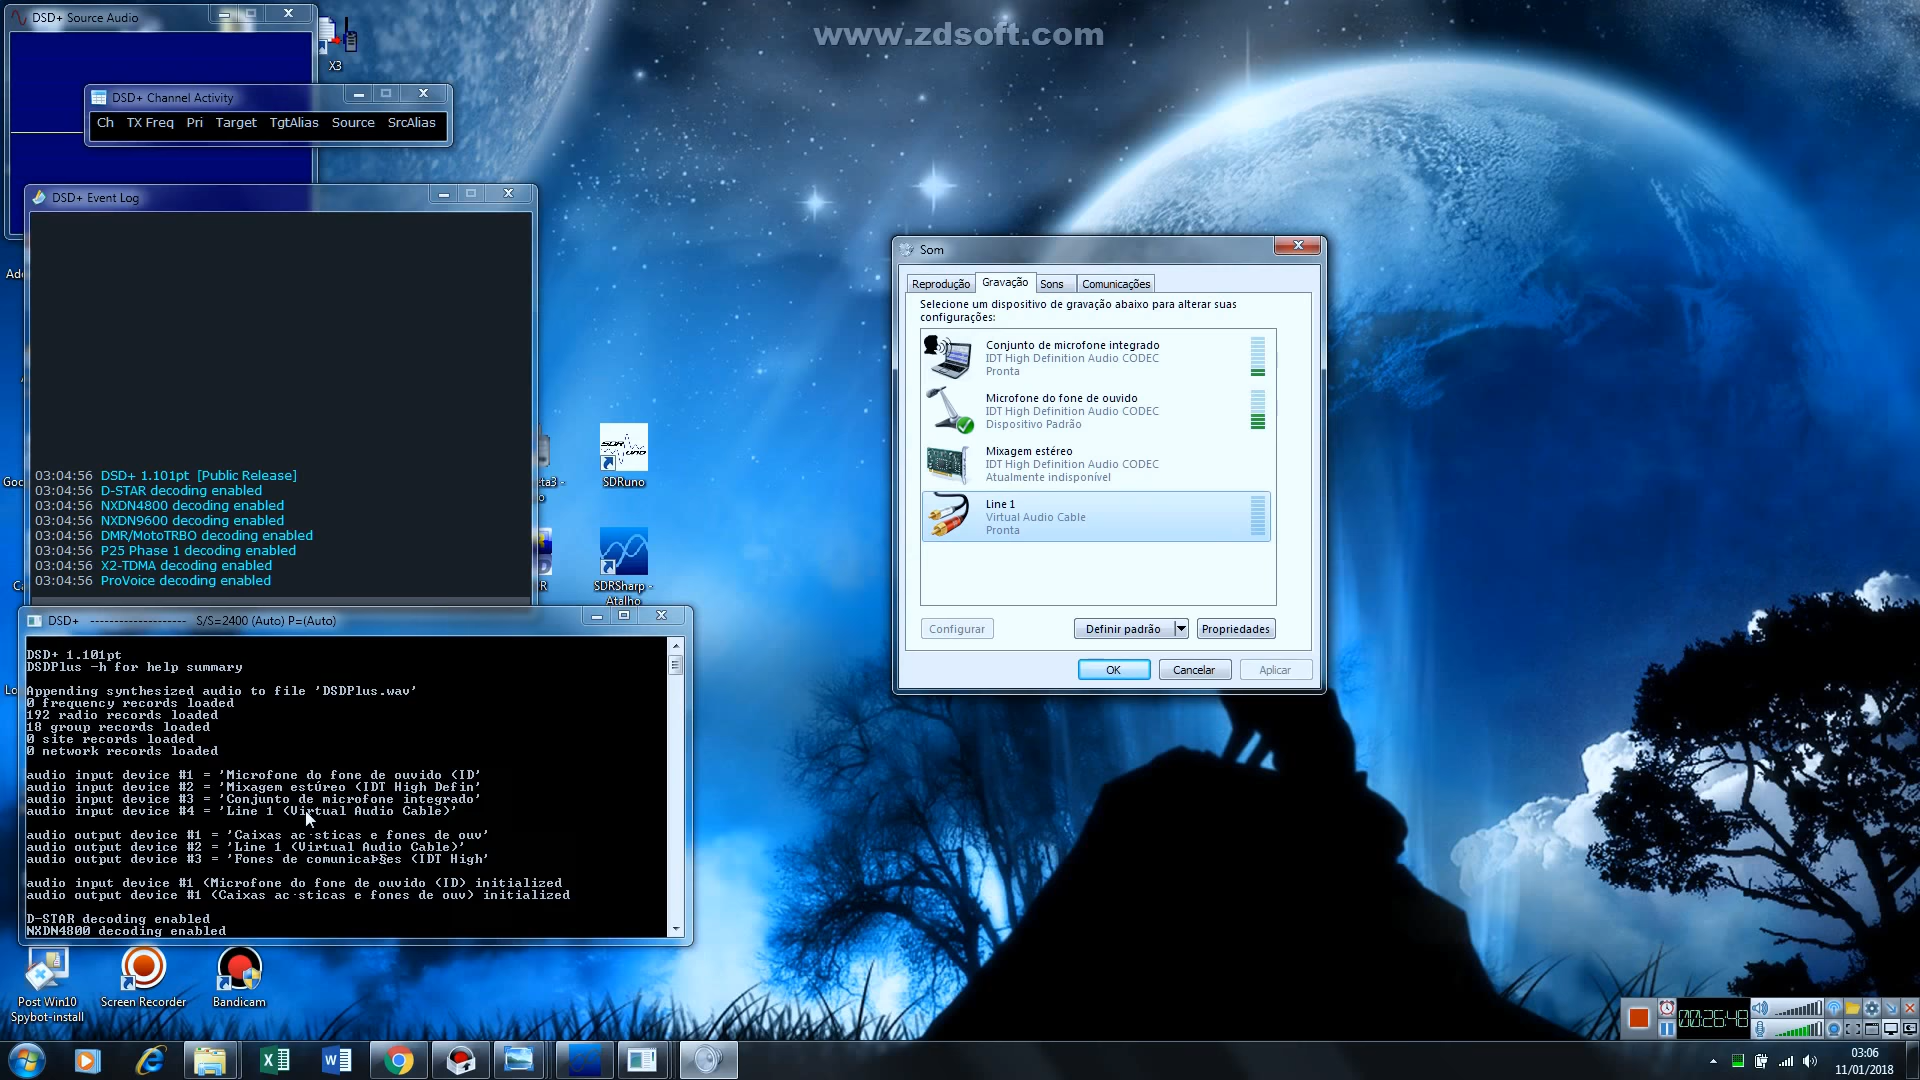 DSD+ Source Audio
www.zdsoft.com
X3
DSD+ Channel Activity
Ch TX Freq Pri Target TgtAlias Source SrcAlias
DSD+ Event Log
03:04:56 DSD+ 1.101pt [Public Release]
03:04:56 D-STAR decoding enabled
03:04:56 NXDN4800 decoding enabled
03:04:56 NXDN9600 decoding enabled
03:04:56 DMR/MotoTRBO decoding enabled
03:04:56 P25 Phase 1 decoding enabled
03:04:56 X2-TDMA decoding enabled
03:04:56 ProVoice decoding enabled
SDRuno
SDRSharp -
Atalho
DSD+ -------------------- S/S=2400 (Auto) P=(Auto)
DSD+ 1.101pt
DSDPlus -h for help summary
Appending synthesized audio to file 'DSDPlus.wav'
0 frequency records loaded
192 radio records loaded
18 group records loaded
0 site records loaded
0 network records loaded
audio input device #1 = 'Microfone do fone de ouvido (ID'
audio input device #2 = 'Mixagem estúreo (IDT High Defin'
audio input device #3 = 'Conjunto de microfone integrado'
audio input device #4 = 'Line 1 (Virtual Audio Cable)'
audio output device #1 = 'Caixas ac·sticas e fones de ouv'
audio output device #2 = 'Line 1 (Virtual Audio Cable)'
audio output device #3 = 'Fones de comunicaÞ§es (IDT High'
audio input device #1 (Microfone do fone de ouvido (ID) initialized
audio output device #1 (Caixas ac·sticas e fones de ouv) initialized
D-STAR decoding enabled
NXDN4800 decoding enabled
Som
Reprodução Gravação Sons Comunicações
Selecione um dispositivo de gravação abaixo para alterar suas
configurações:
Conjunto de microfone integrado
IDT High Definition Audio CODEC
Pronta
Microfone do fone de ouvido
IDT High Definition Audio CODEC
Dispositivo Padrão
Mixagem estéreo
IDT High Definition Audio CODEC
Atualmente indisponível
Line 1
Virtual Audio Cable
Pronta
Configurar Definir padrão Propriedades
OK Cancelar Aplicar
Post Win10
Spybot-install
Screen Recorder
Bandicam
00:26:48
03:06
11/01/2018